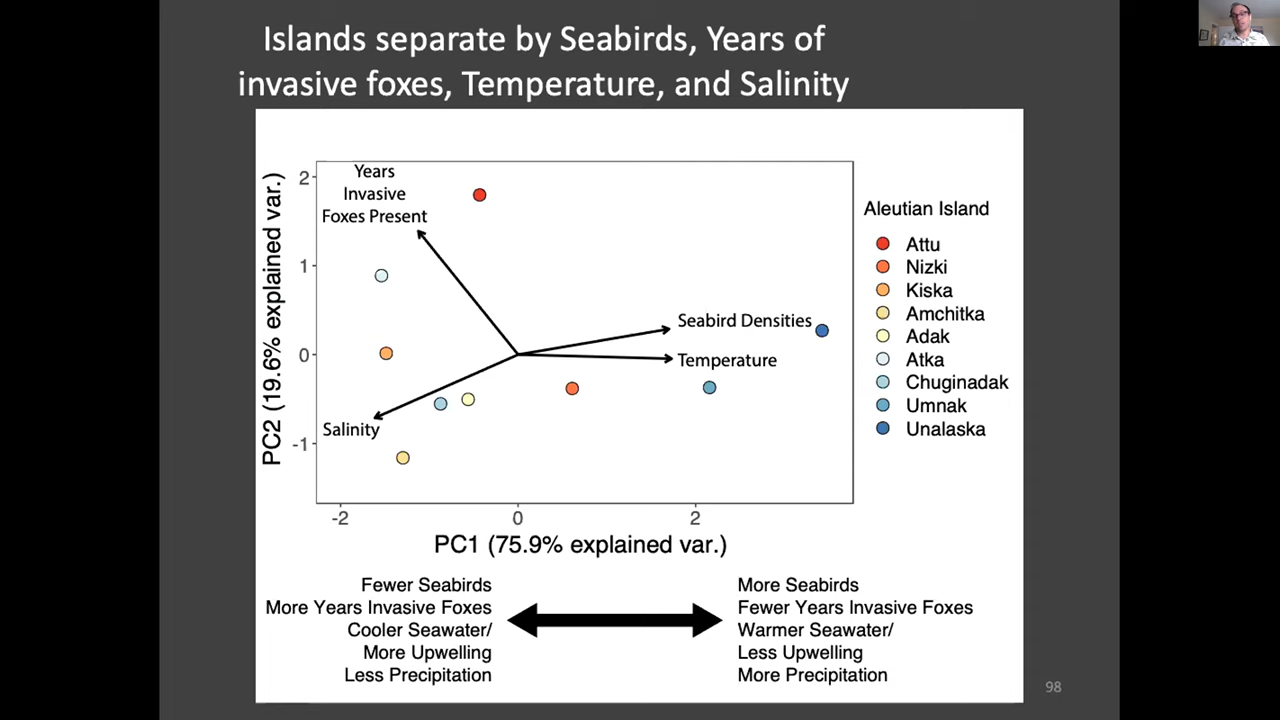 Islands separate by Seabirds, Years of
invasive foxes, Temperature, and Salinity
Years
Invasive
Foxes Present
Seabird Densities
Temperature
Salinity
2
1
0
-1
PC2 (19.6% explained var.)
-2
0
2
PC1 (75.9% explained var.)
Aleutian Island
Attu
Nizki
Kiska
Amchitka
Adak
Atka
Chuginadak
Umnak
Unalaska
Fewer Seabirds
More Years Invasive Foxes
Cooler Seawater/
More Upwelling
Less Precipitation
More Seabirds
Fewer Years Invasive Foxes
Warmer Seawater/
Less Upwelling
More Precipitation
98